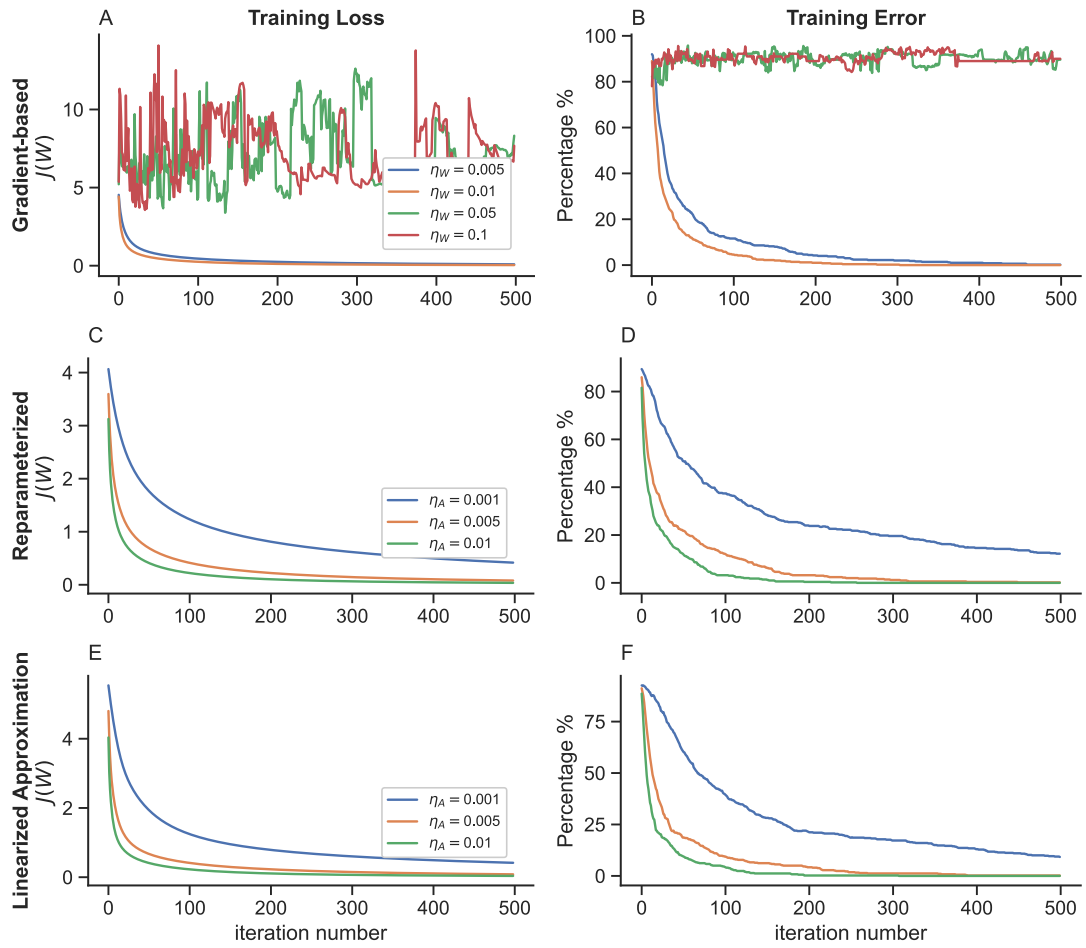 A
Training Loss
Gradient-based
J(W)
10
5
0
η_W = 0.005
η_W = 0.01
η_W = 0.05
η_W = 0.1
0 100 200 300 400 500
B
Training Error
Percentage %
100
80
60
40
20
0
0 100 200 300 400 500
C
Reparameterized
J(W)
4
3
2
1
0
η_A = 0.001
η_A = 0.005
η_A = 0.01
0 100 200 300 400 500
D
Percentage %
80
60
40
20
0
0 100 200 300 400 500
E
Linearized Approximation
J(W)
4
2
0
η_A = 0.001
η_A = 0.005
η_A = 0.01
0 100 200 300 400 500
iteration number
F
Percentage %
75
50
25
0
0 100 200 300 400 500
iteration number